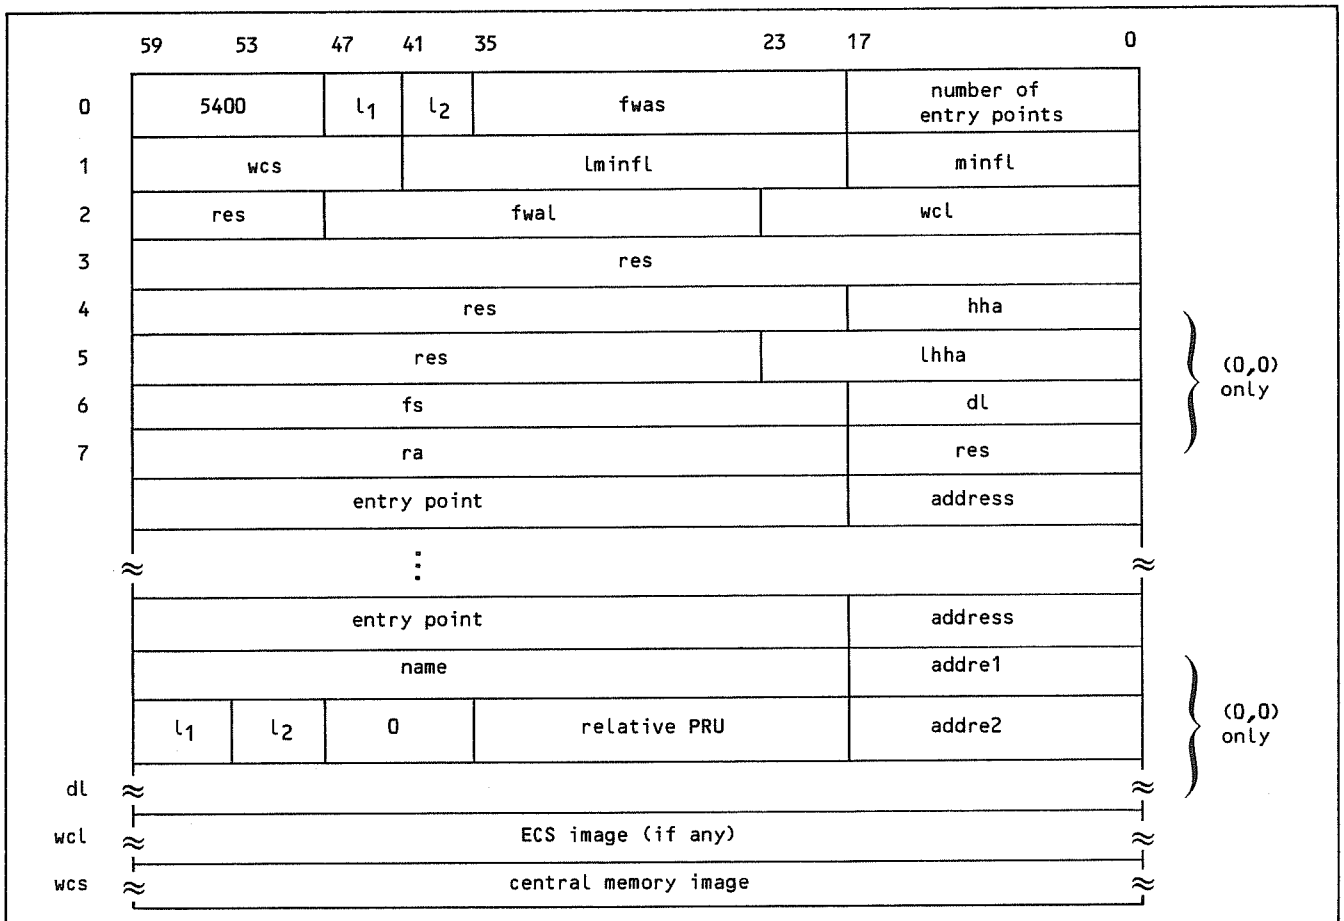 59 53 47 41 35 23 17 0
0 5400 l1 l2 fwas number of entry points
1 wcs lminfl minfl
2 res fwal wcl
3 res
4 res hha
5 res lhha
(0,0)
only
6 fs dl
7 ra res
entry point address
⋮
entry point address
name addre1
l1 l2 0 relative PRU addre2
(0,0)
only
dl
wcl ECS image (if any)
wcs central memory image